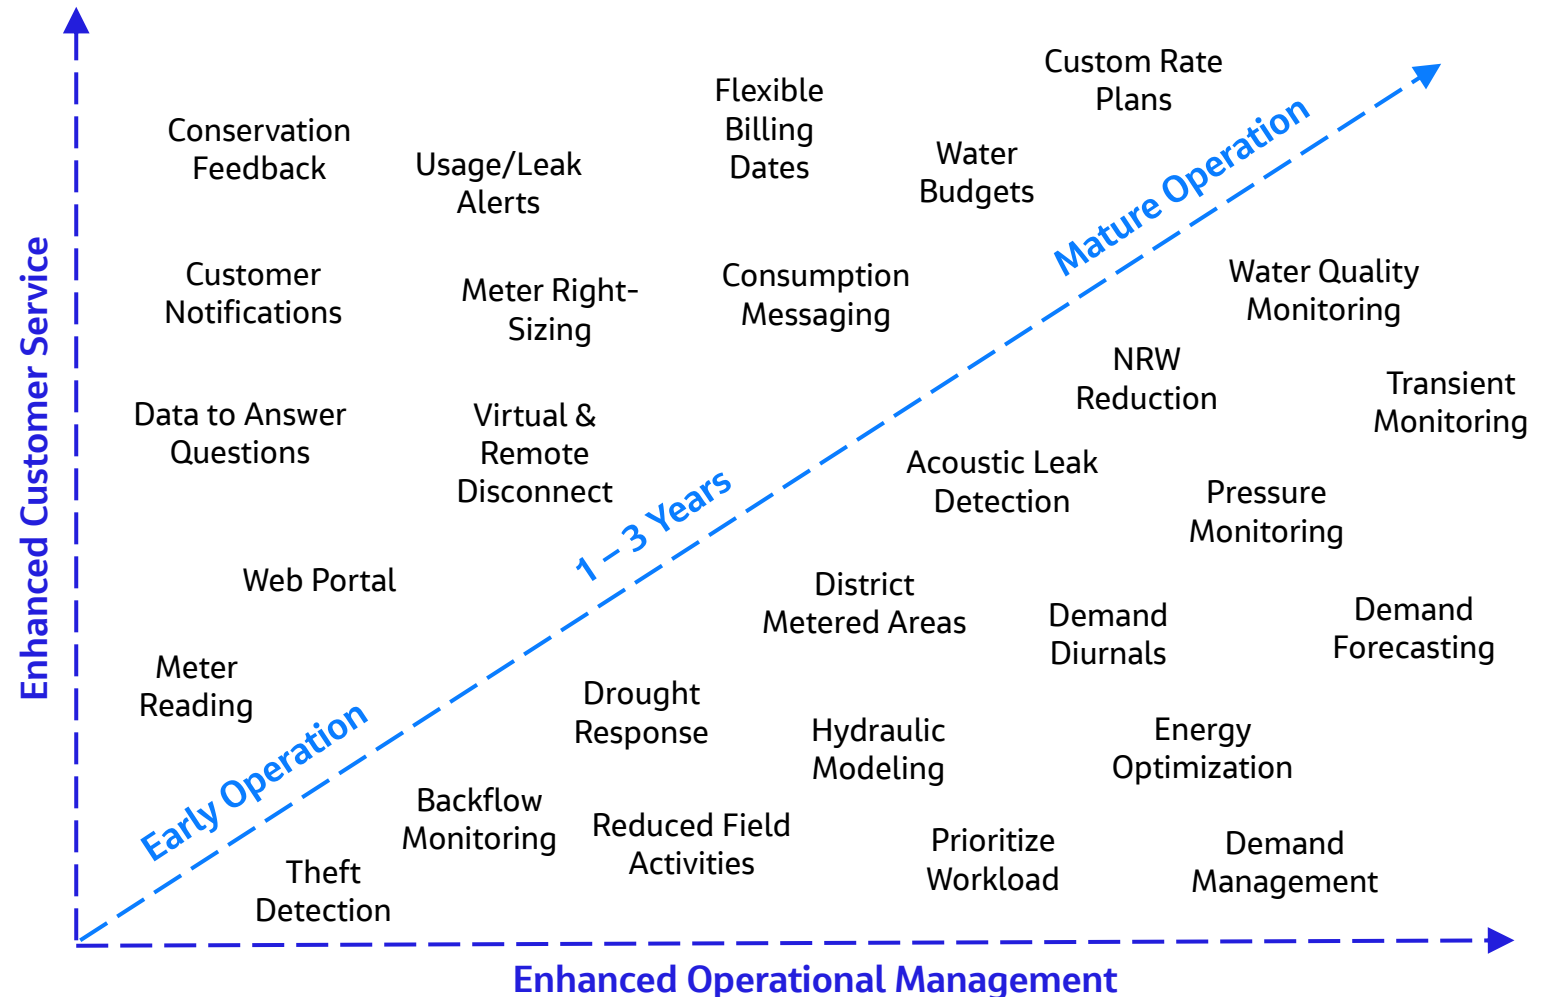 Custom Rate
Plans
Flexible
Billing
Dates
Conservation
Feedback
Usage/Leak
Alerts
Water
Budgets
Mature Operation
Customer
Notifications
Meter Right-
Sizing
Consumption
Messaging
Water Quality
Monitoring
NRW
Reduction
Transient
Monitoring
Data to Answer
Questions
Virtual &
Remote
Disconnect
Acoustic Leak
Detection
Pressure
Monitoring
1 – 3 Years
Enhanced Customer Service
Web Portal
District
Metered Areas
Demand
Diurnals
Demand
Forecasting
Meter
Reading
Drought
Response
Hydraulic
Modeling
Energy
Optimization
Early Operation
Backflow
Monitoring
Reduced Field
Activities
Prioritize
Workload
Demand
Management
Theft
Detection
Enhanced Operational Management